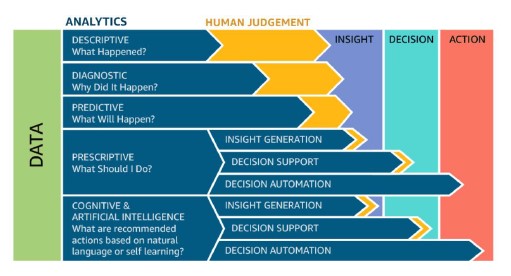 ANALYTICS
HUMAN JUDGEMENT
DATA
DESCRIPTIVE
What Happened?
INSIGHT
DECISION
ACTION
DIAGNOSTIC
Why Did It Happen?
PREDICTIVE
What Will Happen?
PRESCRIPTIVE
What Should I Do?
INSIGHT GENERATION
DECISION SUPPORT
DECISION AUTOMATION
COGNITIVE &
ARTIFICIAL INTELLIGENCE
What are recommended
actions based on natural
language or self learning?
INSIGHT GENERATION
DECISION SUPPORT
DECISION AUTOMATION